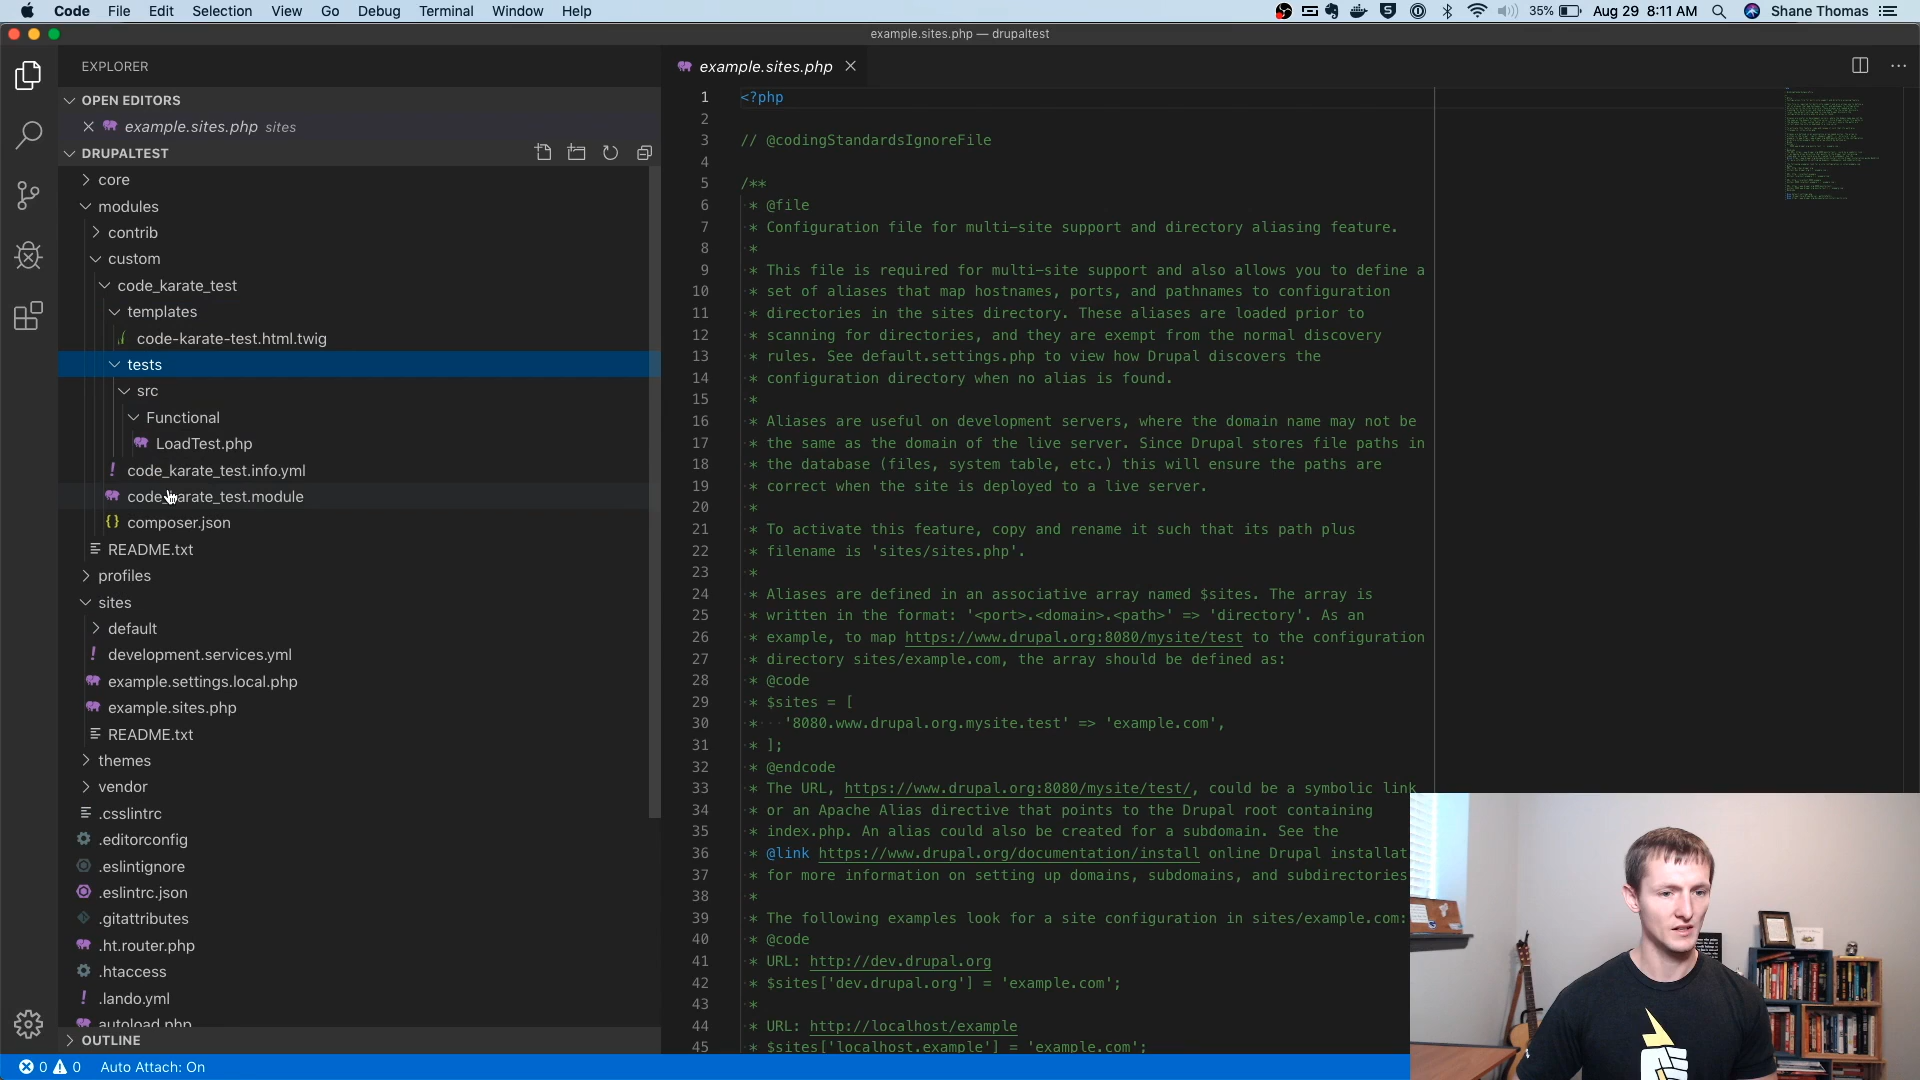 Code File Edit Selection View Go Debug Terminal Window Help
35% Aug 29 8:11 AM Shane Thomas
example.sites.php — drupaltest
EXPLORER
OPEN EDITORS
example.sites.php sites
DRUPALTEST
core
modules
contrib
custom
code_karate_test
templates
code-karate-test.html.twig
tests
src
Functional
LoadTest.php
code_karate_test.info.yml
code_karate_test.module
composer.json
README.txt
profiles
sites
default
development.services.yml
example.settings.local.php
example.sites.php
README.txt
themes
vendor
.csslintrc
.editorconfig
.eslintignore
.eslintrc.json
.gitattributes
.ht.router.php
.htaccess
.lando.yml
autoload.php
OUTLINE
0 0 Auto Attach: On
example.sites.php
1 <?php
2
3 // @codingStandardsIgnoreFile
4
5 /**
6 * @file
7 * Configuration file for multi-site support and directory aliasing feature.
8 *
9 * This file is required for multi-site support and also allows you to define a
10 * set of aliases that map hostnames, ports, and pathnames to configuration
11 * directories in the sites directory. These aliases are loaded prior to
12 * scanning for directories, and they are exempt from the normal discovery
13 * rules. See default.settings.php to view how Drupal discovers the
14 * configuration directory when no alias is found.
15 *
16 * Aliases are useful on development servers, where the domain name may not be
17 * the same as the domain of the live server. Since Drupal stores file paths in
18 * the database (files, system table, etc.) this will ensure the paths are
19 * correct when the site is deployed to a live server.
20 *
21 * To activate this feature, copy and rename it such that its path plus
22 * filename is 'sites/sites.php'.
23 *
24 * Aliases are defined in an associative array named $sites. The array is
25 * written in the format: '<port>.<domain>.<path>' => 'directory'. As an
26 * example, to map https://www.drupal.org:8080/mysite/test to the configuration
27 * directory sites/example.com, the array should be defined as:
28 * @code
29 * $sites = [
30 * '8080.www.drupal.org.mysite.test' => 'example.com',
31 * ];
32 * @endcode
33 * The URL, https://www.drupal.org:8080/mysite/test/, could be a symbolic link
34 * or an Apache Alias directive that points to the Drupal root containing
35 * index.php. An alias could also be created for a subdomain. See the
36 * @link https://www.drupal.org/documentation/install online Drupal installat
37 * for more information on setting up domains, subdomains, and subdirectories
38 *
39 * The following examples look for a site configuration in sites/example.com:
40 * @code
41 * URL: http://dev.drupal.org
42 * $sites['dev.drupal.org'] = 'example.com';
43 *
44 * URL: http://localhost/example
45 * $sites['localhost.example'] = 'example.com';